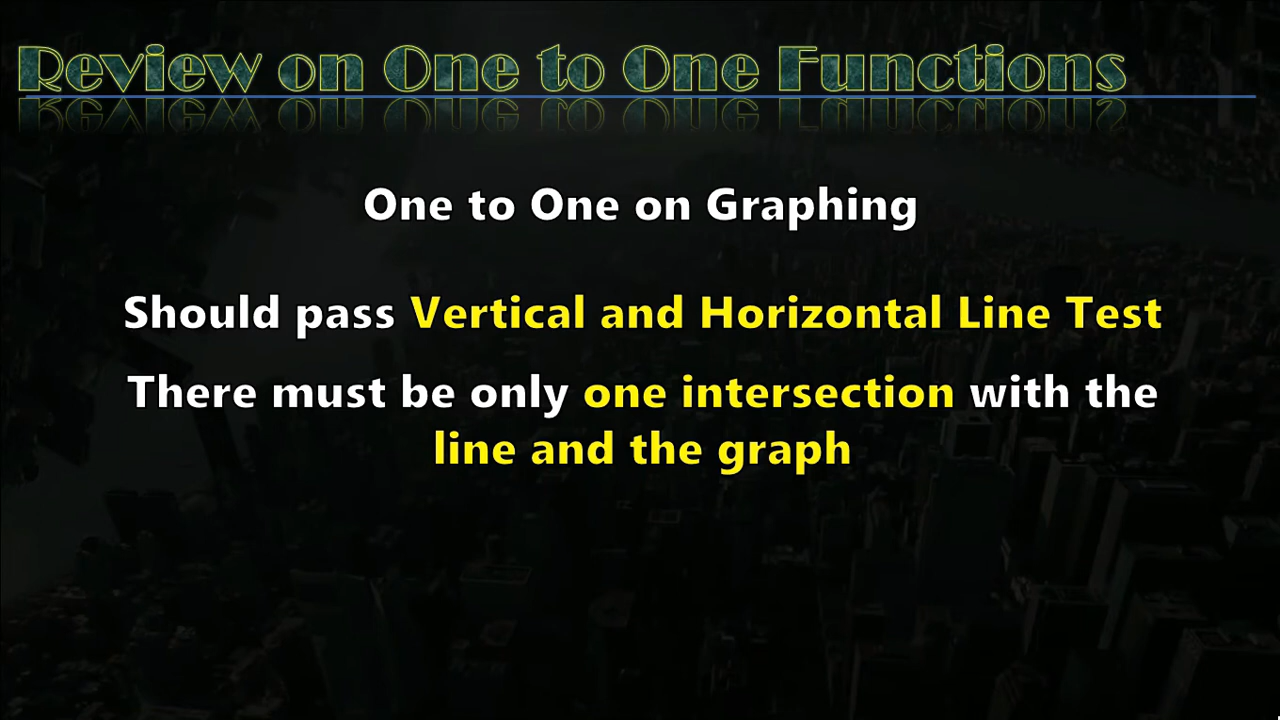 Review on One to One Functions
One to One on Graphing
Should pass Vertical and Horizontal Line Test
There must be only one intersection with the
line and the graph